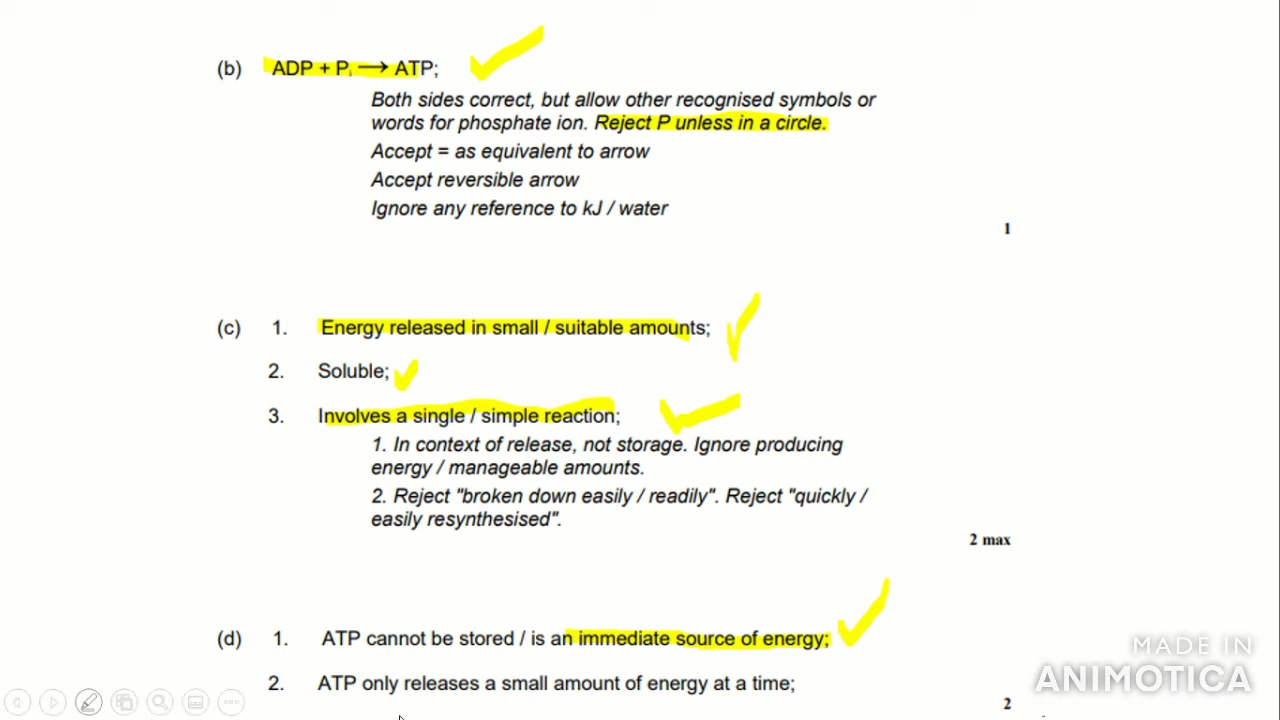 (b) ADP + Pi ⟶ ATP;
Both sides correct, but allow other recognised symbols or
words for phosphate ion. Reject P unless in a circle.
Accept = as equivalent to arrow
Accept reversible arrow
Ignore any reference to kJ / water
1
(c) 1. Energy released in small / suitable amounts;
2. Soluble;
3. Involves a single / simple reaction;
1. In context of release, not storage. Ignore producing
energy / manageable amounts.
2. Reject "broken down easily / readily". Reject "quickly /
easily resynthesised".
2 max
(d) 1. ATP cannot be stored / is an immediate source of energy;
2. ATP only releases a small amount of energy at a time;
2
MADE IN
ANIMOTICA